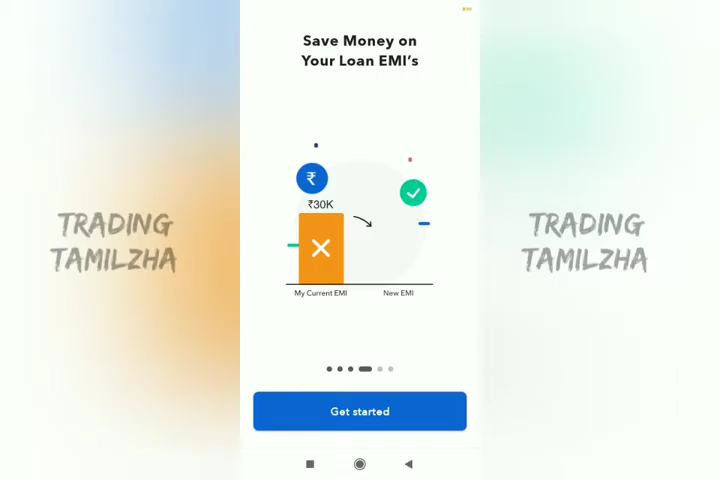 Save Money on
Your Loan EMI's
₹
₹30K
My Current EMI
New EMI
Get started
TRADING
TAMILZHA
TRADING
TAMILZHA